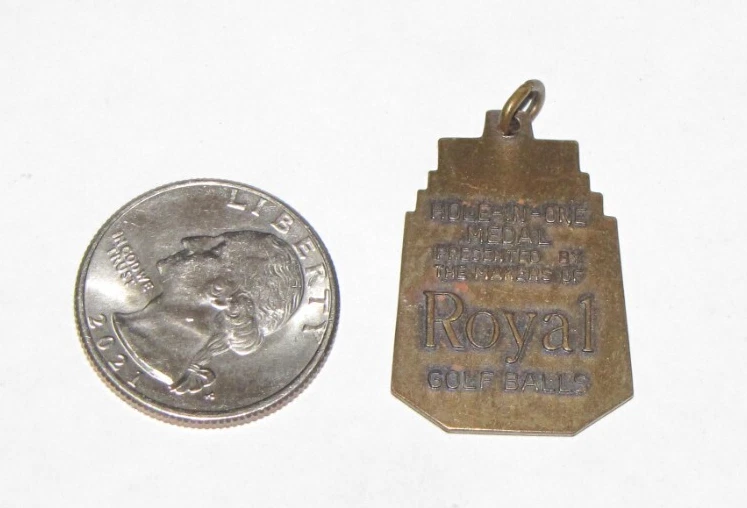 LIBERTY
IN GOD WE
TRUST
2021
HOLE-IN-ONE
MEDAL
PRESENTED BY
THE MAKERS OF
Royal
GOLF BALLS